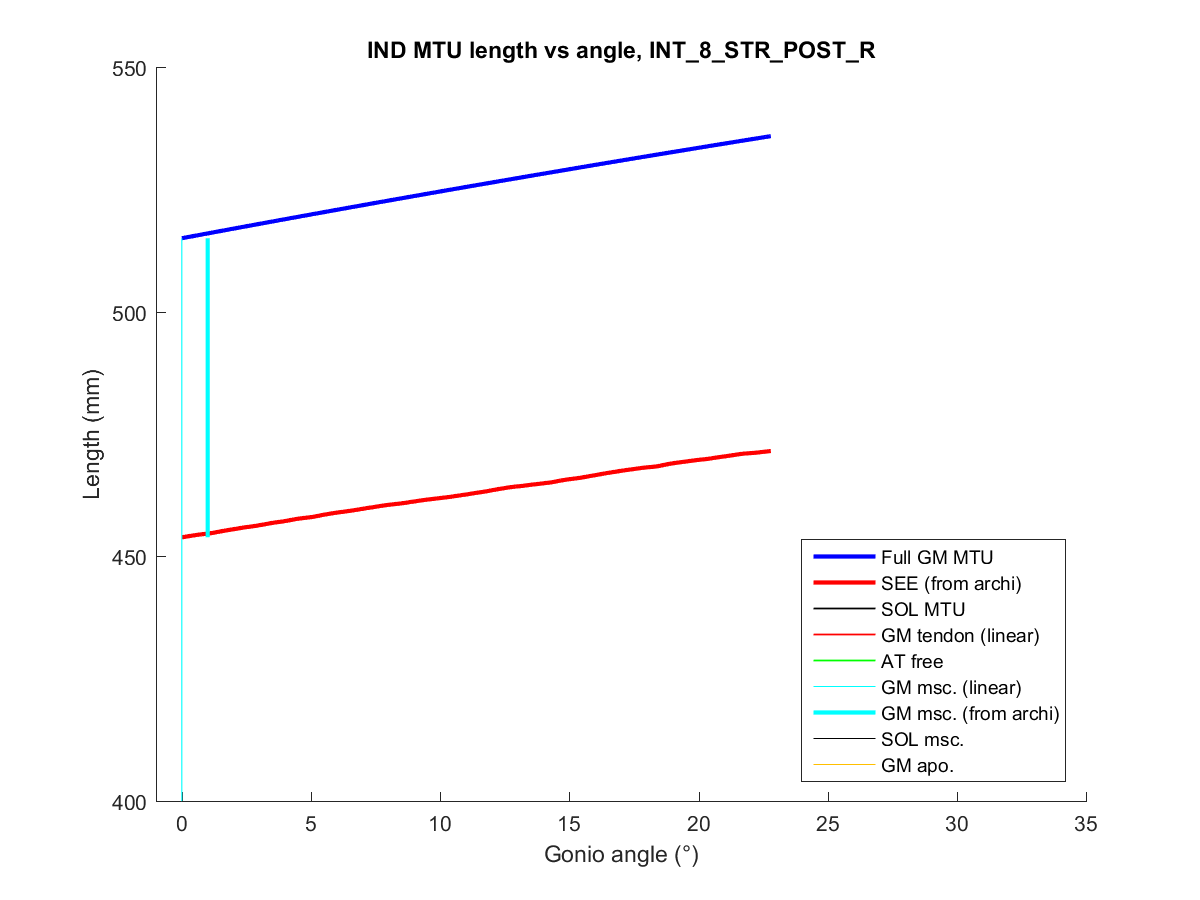 IND MTU length vs angle, INT_8_STR_POST_R
550
500
450
400
Length (mm)
0 5 10 15 20 25 30 35
Gonio angle (°)
Full GM MTU
SEE (from archi)
SOL MTU
GM tendon (linear)
AT free
GM msc. (linear)
GM msc. (from archi)
SOL msc.
GM apo.